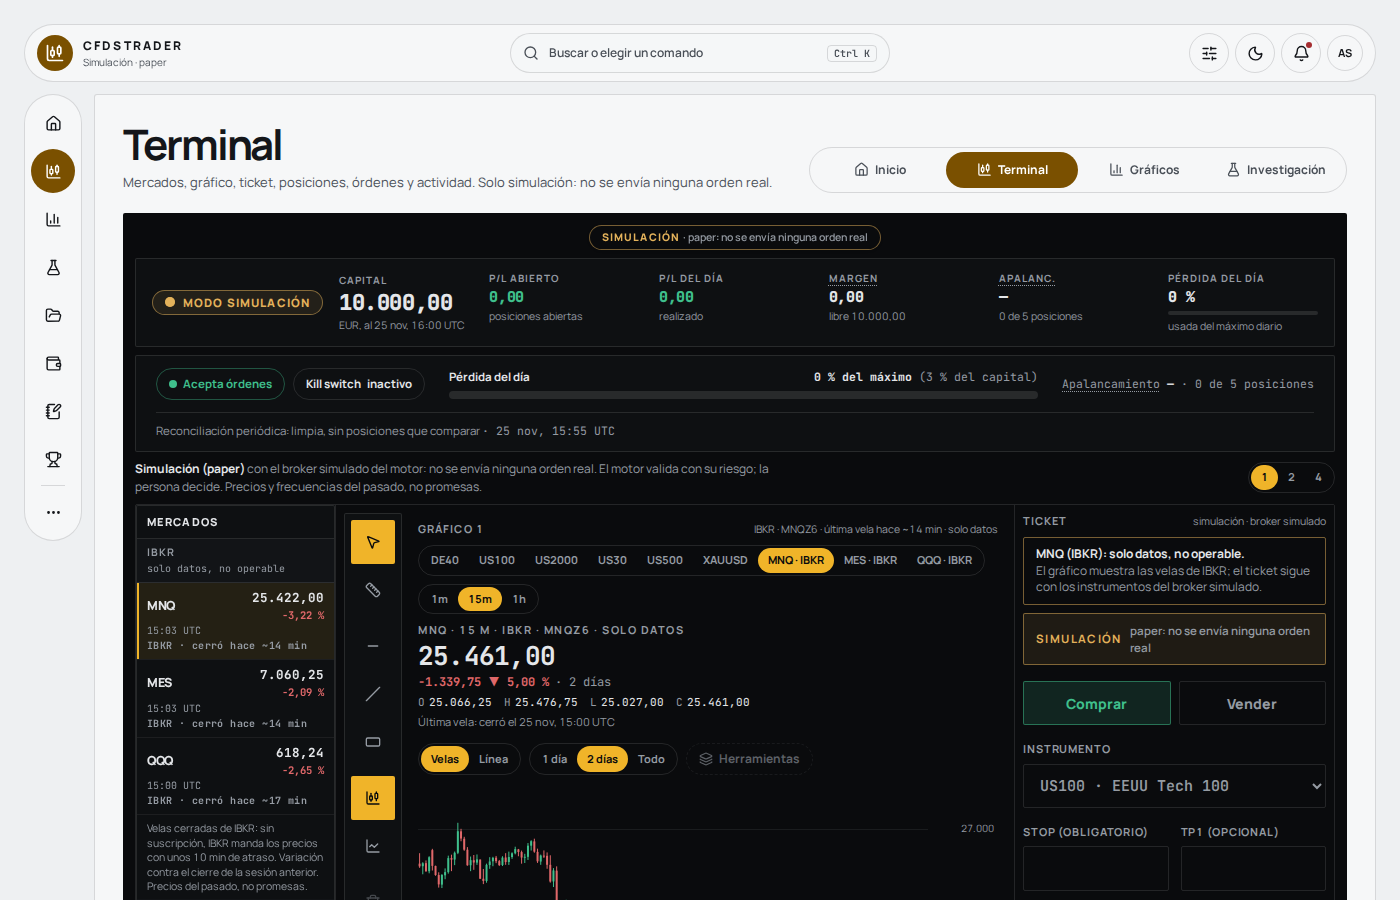 CFDSTRADER
Simulación · paper
Buscar o elegir un comando
Ctrl K
AS
Terminal
Mercados, gráfico, ticket, posiciones, órdenes y actividad. Solo simulación: no se envía ninguna orden real.
Inicio
Terminal
Gráficos
Investigación
SIMULACIÓN · paper: no se envía ninguna orden real
MODO SIMULACIÓN
CAPITAL
10.000,00
EUR, al 25 nov, 16:00 UTC
P/L ABIERTO
0,00
posiciones abiertas
P/L DEL DÍA
0,00
realizado
MARGEN
0,00
libre 10.000,00
APALANC.
—
0 de 5 posiciones
PÉRDIDA DEL DÍA
0 %
usada del máximo diario
Acepta órdenes
Kill switch inactivo
Pérdida del día
0 % del máximo (3 % del capital)
Apalancamiento — · 0 de 5 posiciones
Reconciliación periódica: limpia, sin posiciones que comparar · 25 nov, 15:55 UTC
Simulación (paper) con el broker simulado del motor: no se envía ninguna orden real. El motor valida con su riesgo; la
persona decide. Precios y frecuencias del pasado, no promesas.
1 2 4
MERCADOS
IBKR
solo datos, no operable
MNQ
25.422,00
-3,22 %
15:03 UTC
IBKR · cerró hace ~14 min
MES
7.060,25
-2,09 %
15:03 UTC
IBKR · cerró hace ~14 min
QQQ
618,24
-2,65 %
15:00 UTC
IBKR · cerró hace ~17 min
Velas cerradas de IBKR: sin
suscripción, IBKR manda los precios
con unos 10 min de atraso. Variación
contra el cierre de la sesión anterior.
Precios del pasado, no promesas.
GRÁFICO 1
IBKR · MNQZ6 · última vela hace ~14 min · solo datos
DE40 US100 US2000 US30 US500 XAUUSD MNQ · IBKR MES · IBKR QQQ · IBKR
1m 15m 1h
MNQ · 15 M · IBKR · MNQZ6 · SOLO DATOS
25.461,00
-1.339,75 ▼ 5,00 % · 2 días
O 25.066,25 H 25.476,75 L 25.027,00 C 25.461,00
Última vela: cerró el 25 nov, 15:00 UTC
Velas Línea
1 día 2 días Todo
Herramientas
27.000
TICKET
simulación · broker simulado
MNQ (IBKR): solo datos, no operable.
El gráfico muestra las velas de IBKR; el ticket sigue
con los instrumentos del broker simulado.
SIMULACIÓN
paper: no se envía ninguna orden
real
Comprar
Vender
INSTRUMENTO
US100 · EEUU Tech 100
STOP (OBLIGATORIO)
TP1 (OPCIONAL)